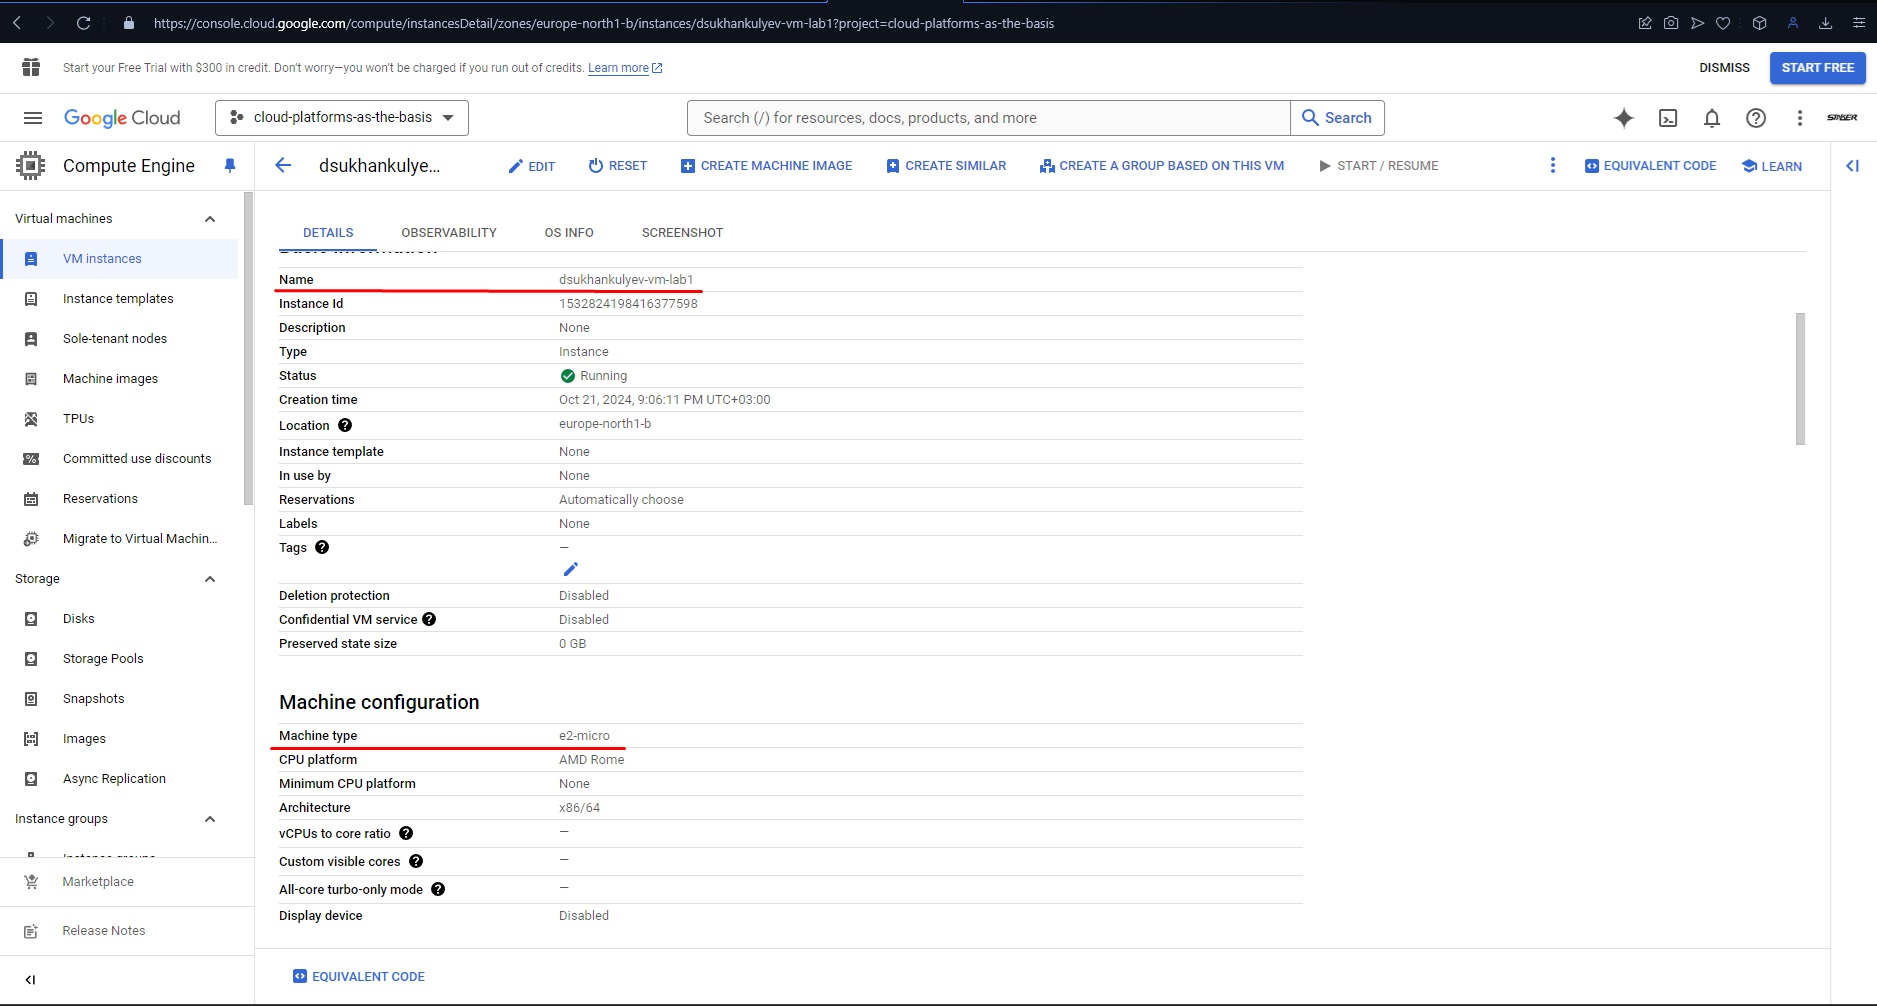 https://console.cloud.google.com/compute/instancesDetail/zones/europe-north1-b/instances/dsukhankulyev-vm-lab1?project=cloud-platforms-as-the-basis
Start your Free Trial with $300 in credit. Don't worry—you won't be charged if you run out of credits. Learn more
DISMISS
START FREE
Google Cloud
cloud-platforms-as-the-basis
Search (/) for resources, docs, products, and more
Search
Compute Engine
dsukhankulye...
EDIT
RESET
CREATE MACHINE IMAGE
CREATE SIMILAR
CREATE A GROUP BASED ON THIS VM
START / RESUME
EQUIVALENT CODE
LEARN
Virtual machines
VM instances
Instance templates
Sole-tenant nodes
Machine images
TPUs
Committed use discounts
Reservations
Migrate to Virtual Machin...
Storage
Disks
Storage Pools
Snapshots
Images
Async Replication
Instance groups
Instance groups
Marketplace
Release Notes
DETAILS
OBSERVABILITY
OS INFO
SCREENSHOT
Basic information
Name dsukhankulyev-vm-lab1
Instance Id 1532824198416377598
Description None
Type Instance
Status Running
Creation time Oct 21, 2024, 9:06:11 PM UTC+03:00
Location europe-north1-b
Instance template None
In use by None
Reservations Automatically choose
Labels None
Tags —
Deletion protection Disabled
Confidential VM service Disabled
Preserved state size 0 GB
Machine configuration
Machine type e2-micro
CPU platform AMD Rome
Minimum CPU platform None
Architecture x86/64
vCPUs to core ratio —
Custom visible cores —
All-core turbo-only mode —
Display device Disabled
EQUIVALENT CODE